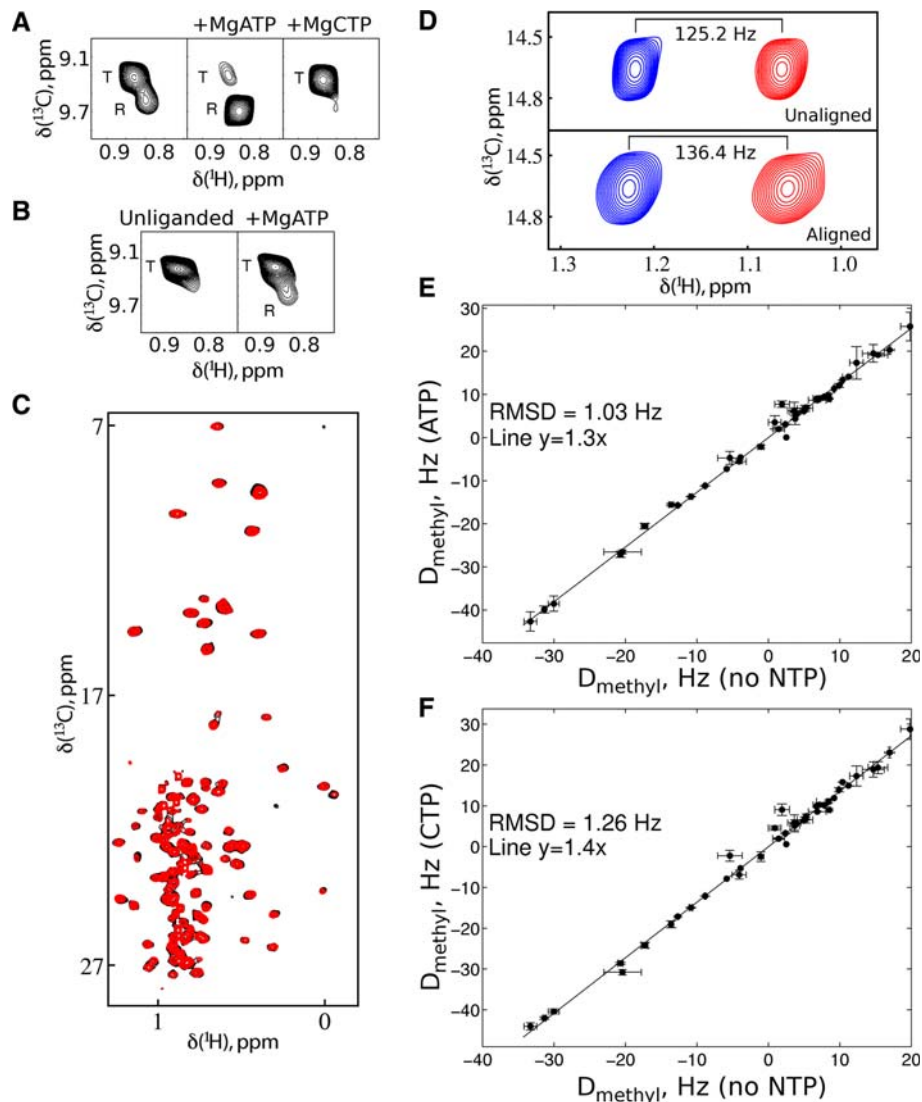 A
+MgATP
+MgCTP
9.1
9.7
δ(¹³C), ppm
T
R
T
R
T
0.9 0.8
0.9 0.8
0.9 0.8
δ(¹H), ppm
B
Unliganded
+MgATP
9.1
9.7
δ(¹³C), ppm
T
T
R
0.9 0.8
0.9 0.8
δ(¹H), ppm
C
7
17
27
δ(¹³C), ppm
1
0
δ(¹H), ppm
D
14.5
125.2 Hz
14.8
Unaligned
δ(¹³C), ppm
14.5
136.4 Hz
14.8
Aligned
1.3 1.2 1.1 1.0
δ(¹H), ppm
E
30
20
10
0
−10
−20
−30
−40
Dmethyl, Hz (ATP)
RMSD = 1.03 Hz
Line y=1.3x
−40 −30 −20 −10 0 10 20
Dmethyl, Hz (no NTP)
F
30
20
10
0
−10
−20
−30
−40
Dmethyl, Hz (CTP)
RMSD = 1.26 Hz
Line y=1.4x
−40 −30 −20 −10 0 10 20
Dmethyl, Hz (no NTP)